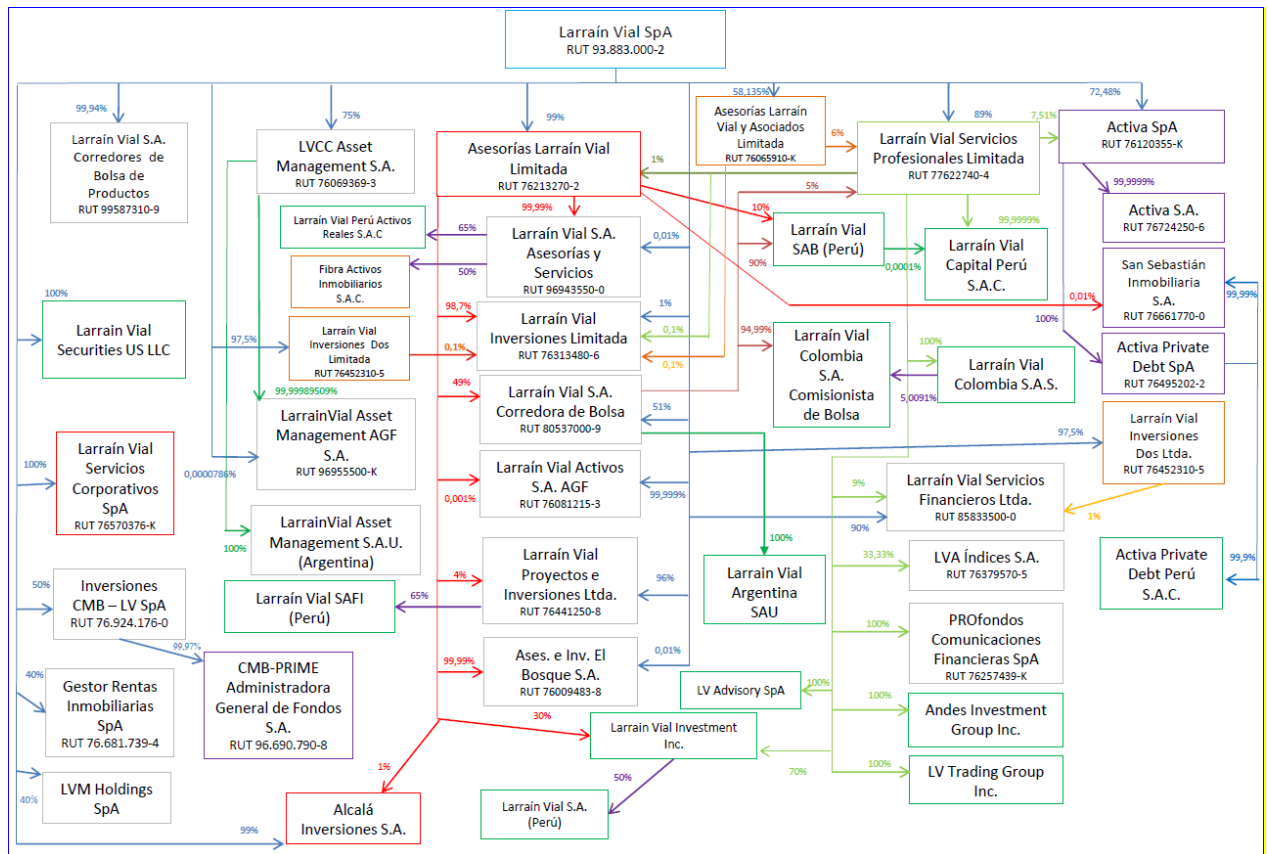 Larraín Vial SpA
RUT 93.883.000-2
99,94%
75%
99%
58,135%
89%
7,51%
72,48%
Larraín Vial S.A.
Corredores de
Bolsa de
Productos
RUT 99587310-9
LVCC Asset
Management S.A.
RUT 76069369-3
Asesorías Larraín Vial
Limitada
RUT 76213270-2
Asesorías Larraín
Vial y Asociados
Limitada
RUT 76065910-K
6%
Larraín Vial Servicios
Profesionales Limitada
RUT 77622740-4
Activa SpA
RUT 76120355-K
1%
5%
99,9999%
99,99%
10%
99,9999%
Larraín Vial Perú Activos
Reales S.A.C
65%
Larraín Vial S.A.
Asesorías y
Servicios
RUT 96943550-0
0,01%
Larraín Vial
SAB (Perú)
90%
0,0001%
Larraín Vial
Capital Perú
S.A.C.
Activa S.A.
RUT 76724250-6
Fibra Activos
Inmobiliarios
S.A.C.
50%
San Sebastián
Inmobiliaria
S.A.
RUT 76661770-0
0,01%
99,99%
100%
Larrain Vial
Securities US LLC
97,5%
Larraín Vial
Inversiones Dos
Limitada
RUT 76452310-5
98,7%
0,1%
Larraín Vial
Inversiones Limitada
RUT 76313480-6
1%
0,1%
0,1%
94,99%
Larraín Vial
Colombia
S.A.
Comisionista
de Bolsa
100%
5,0091%
Larraín Vial
Colombia S.A.S.
100%
Activa Private
Debt SpA
RUT 76495202-2
99,99989509%
49%
Larraín Vial S.A.
Corredora de Bolsa
RUT 80537000-9
51%
LarrainVial Asset
Management AGF
S.A.
RUT 96955500-K
0,0000786%
97,5%
Larraín Vial
Inversiones
Dos Ltda.
RUT 76452310-5
100%
Larraín Vial
Servicios
Corporativos
SpA
RUT 76570376-K
0,001%
Larraín Vial Activos
S.A. AGF
RUT 76081215-3
99,999%
9%
90%
Larraín Vial Servicios
Financieros Ltda.
RUT 85833500-0
1%
100%
LarrainVial Asset
Management S.A.U.
(Argentina)
100%
Larrain Vial
Argentina
SAU
33,33%
LVA Índices S.A.
RUT 76379570-5
99,9%
Activa Private
Debt Perú
S.A.C.
50%
Inversiones
CMB – LV SpA
RUT 76.924.176-0
Larraín Vial SAFI
(Perú)
65%
4%
Larraín Vial
Proyectos e
Inversiones Ltda.
RUT 76441250-8
96%
100%
PROfondos
Comunicaciones
Financieras SpA
RUT 76257439-K
99,97%
CMB-PRIME
Administradora
General de Fondos
S.A.
RUT 96.690.790-8
99,99%
Ases. e Inv. El
Bosque S.A.
RUT 76009483-8
0,01%
LV Advisory SpA
100%
100%
Andes Investment
Group Inc.
40%
Gestor Rentas
Inmobiliarias
SpA
RUT 76.681.739-4
30%
Larrain Vial Investment
Inc.
70%
100%
LV Trading Group
Inc.
40%
LVM Holdings
SpA
1%
99%
Alcalá
Inversiones S.A.
50%
Larraín Vial S.A.
(Perú)